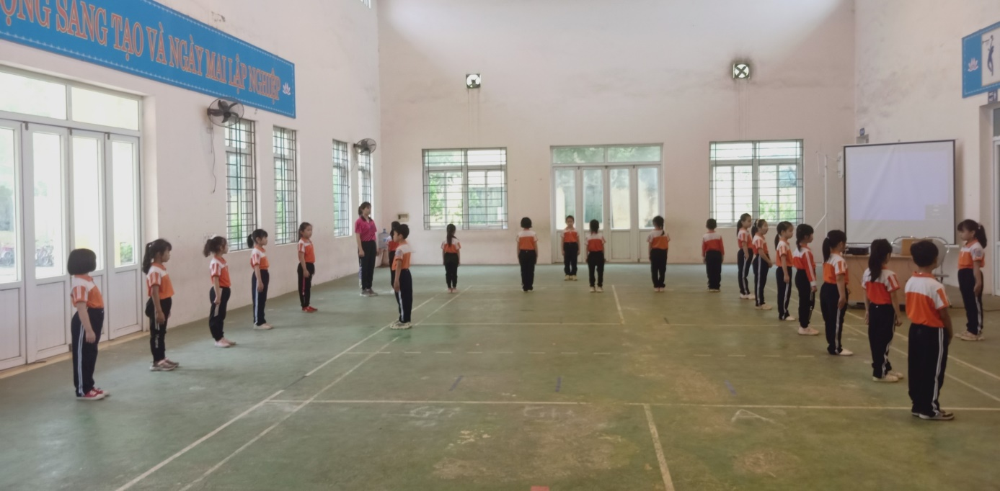 ỘNG SÁNG TẠO VÀ NGÀY MAI LẬP NGHIỆP